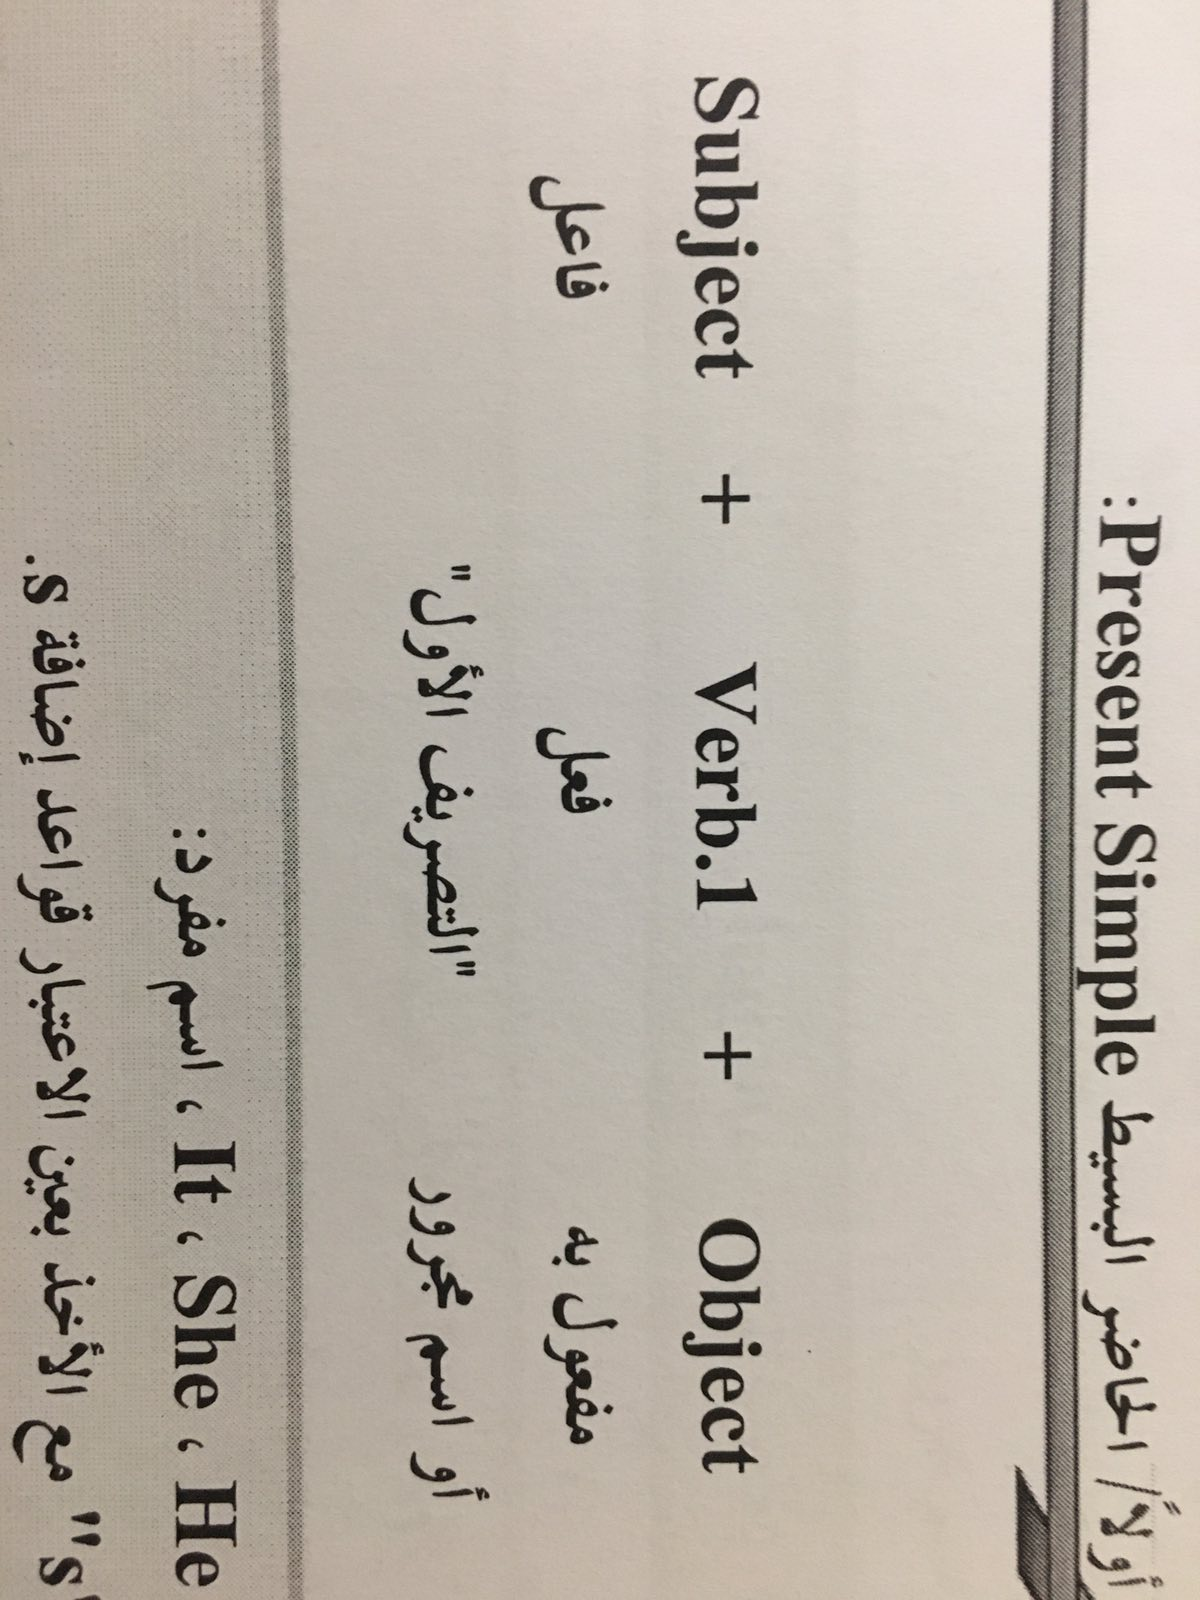 أولاً/ الحاضر البسيط Present Simple:
Subject + Verb.1 + Object
فاعل فعل مفعول به
"التصريف الأول" أو اسم مجرور
He ، She ، It ، اسم مفرد:
"s" مع الأخذ بعين الاعتبار قواعد إضافة s.